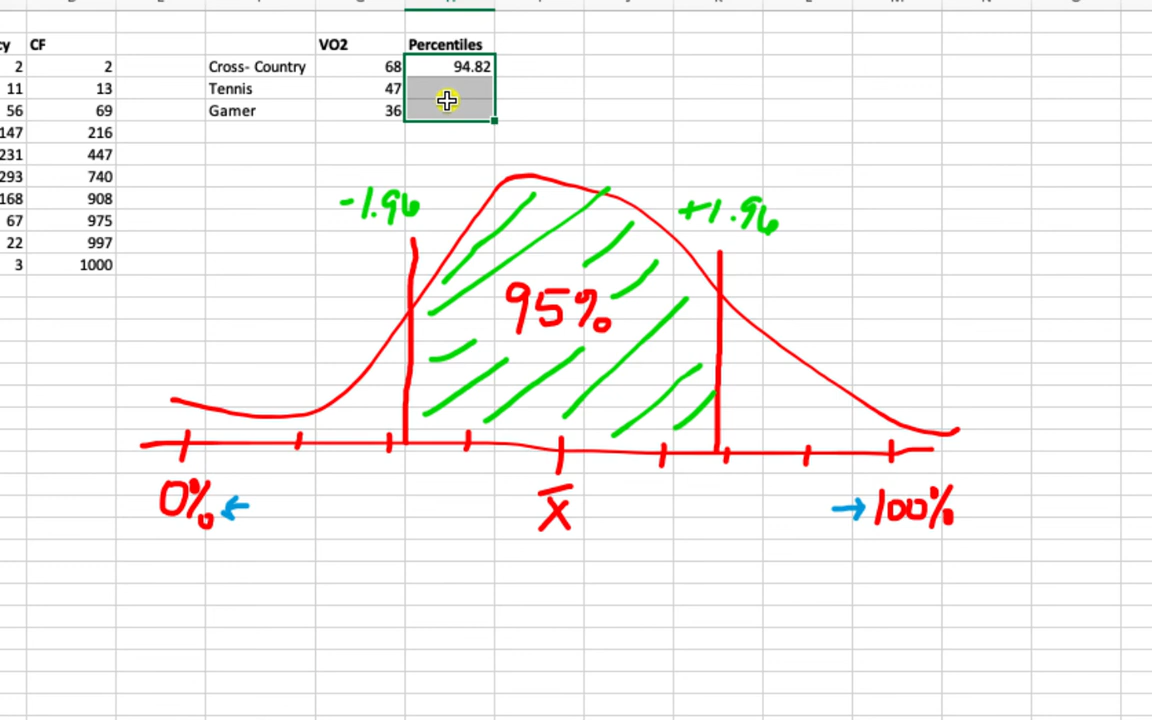 cy CF VO2 Percentiles
2 2 Cross- Country 68 94.82
11 13 Tennis 47
56 69 Gamer 36
147 216
231 447
293 740
168 908
67 975
22 997
3 1000
-1.96 +1.96
95%
0% ← X̄ → 100%